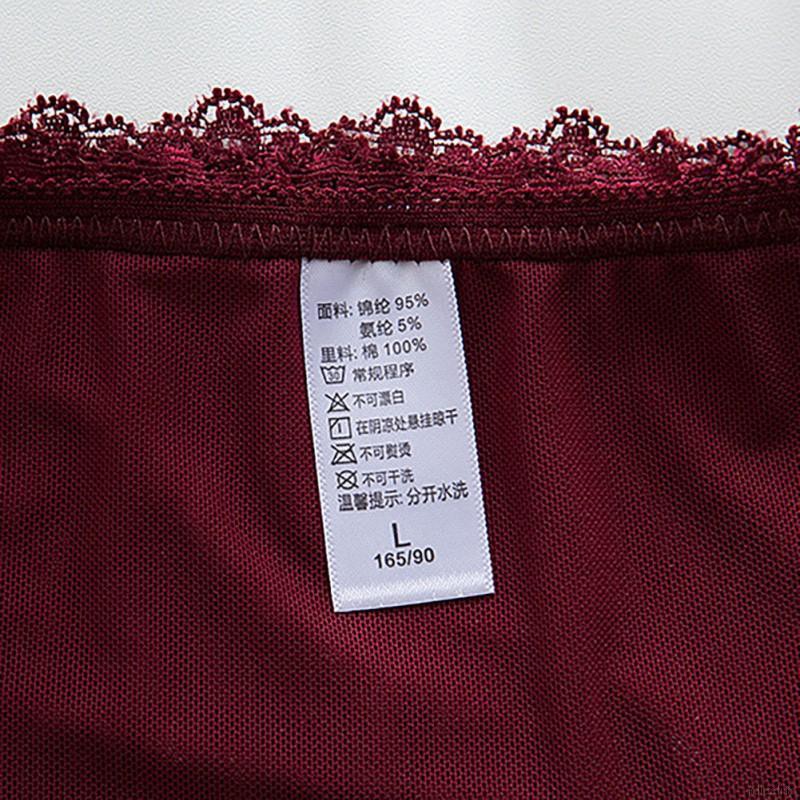 面料: 锦纶 95%
氨纶 5%
里料: 棉 100%
30 常规程序
不可漂白
在阴凉处悬挂晾干
不可熨烫
不可干洗
温馨提示: 分开水洗
L
165/90